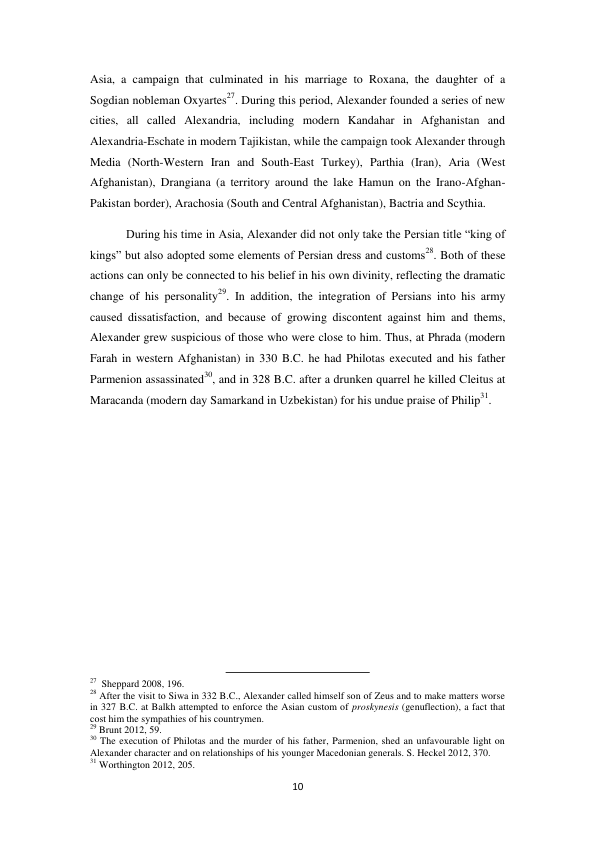 Asia, a campaign that culminated in his marriage to Roxana, the daughter of a
Sogdian nobleman Oxyartes27. During this period, Alexander founded a series of new
cities, all called Alexandria, including modern Kandahar in Afghanistan and
Alexandria-Eschate in modern Tajikistan, while the campaign took Alexander through
Media (North-Western Iran and South-East Turkey), Parthia (Iran), Aria (West
Afghanistan), Drangiana (a territory around the lake Hamun on the Irano-Afghan-
Pakistan border), Arachosia (South and Central Afghanistan), Bactria and Scythia.
During his time in Asia, Alexander did not only take the Persian title “king of
kings” but also adopted some elements of Persian dress and customs28. Both of these
actions can only be connected to his belief in his own divinity, reflecting the dramatic
change of his personality29. In addition, the integration of Persians into his army
caused dissatisfaction, and because of growing discontent against him and thems,
Alexander grew suspicious of those who were close to him. Thus, at Phrada (modern
Farah in western Afghanistan) in 330 B.C. he had Philotas executed and his father
Parmenion assassinated30, and in 328 B.C. after a drunken quarrel he killed Cleitus at
Maracanda (modern day Samarkand in Uzbekistan) for his undue praise of Philip31.
27 Sheppard 2008, 196.
28 After the visit to Siwa in 332 B.C., Alexander called himself son of Zeus and to make matters worse
in 327 B.C. at Balkh attempted to enforce the Asian custom of proskynesis (genuflection), a fact that
cost him the sympathies of his countrymen.
29 Brunt 2012, 59.
30 The execution of Philotas and the murder of his father, Parmenion, shed an unfavourable light on
Alexander character and on relationships of his younger Macedonian generals. S. Heckel 2012, 370.
31 Worthington 2012, 205.
10